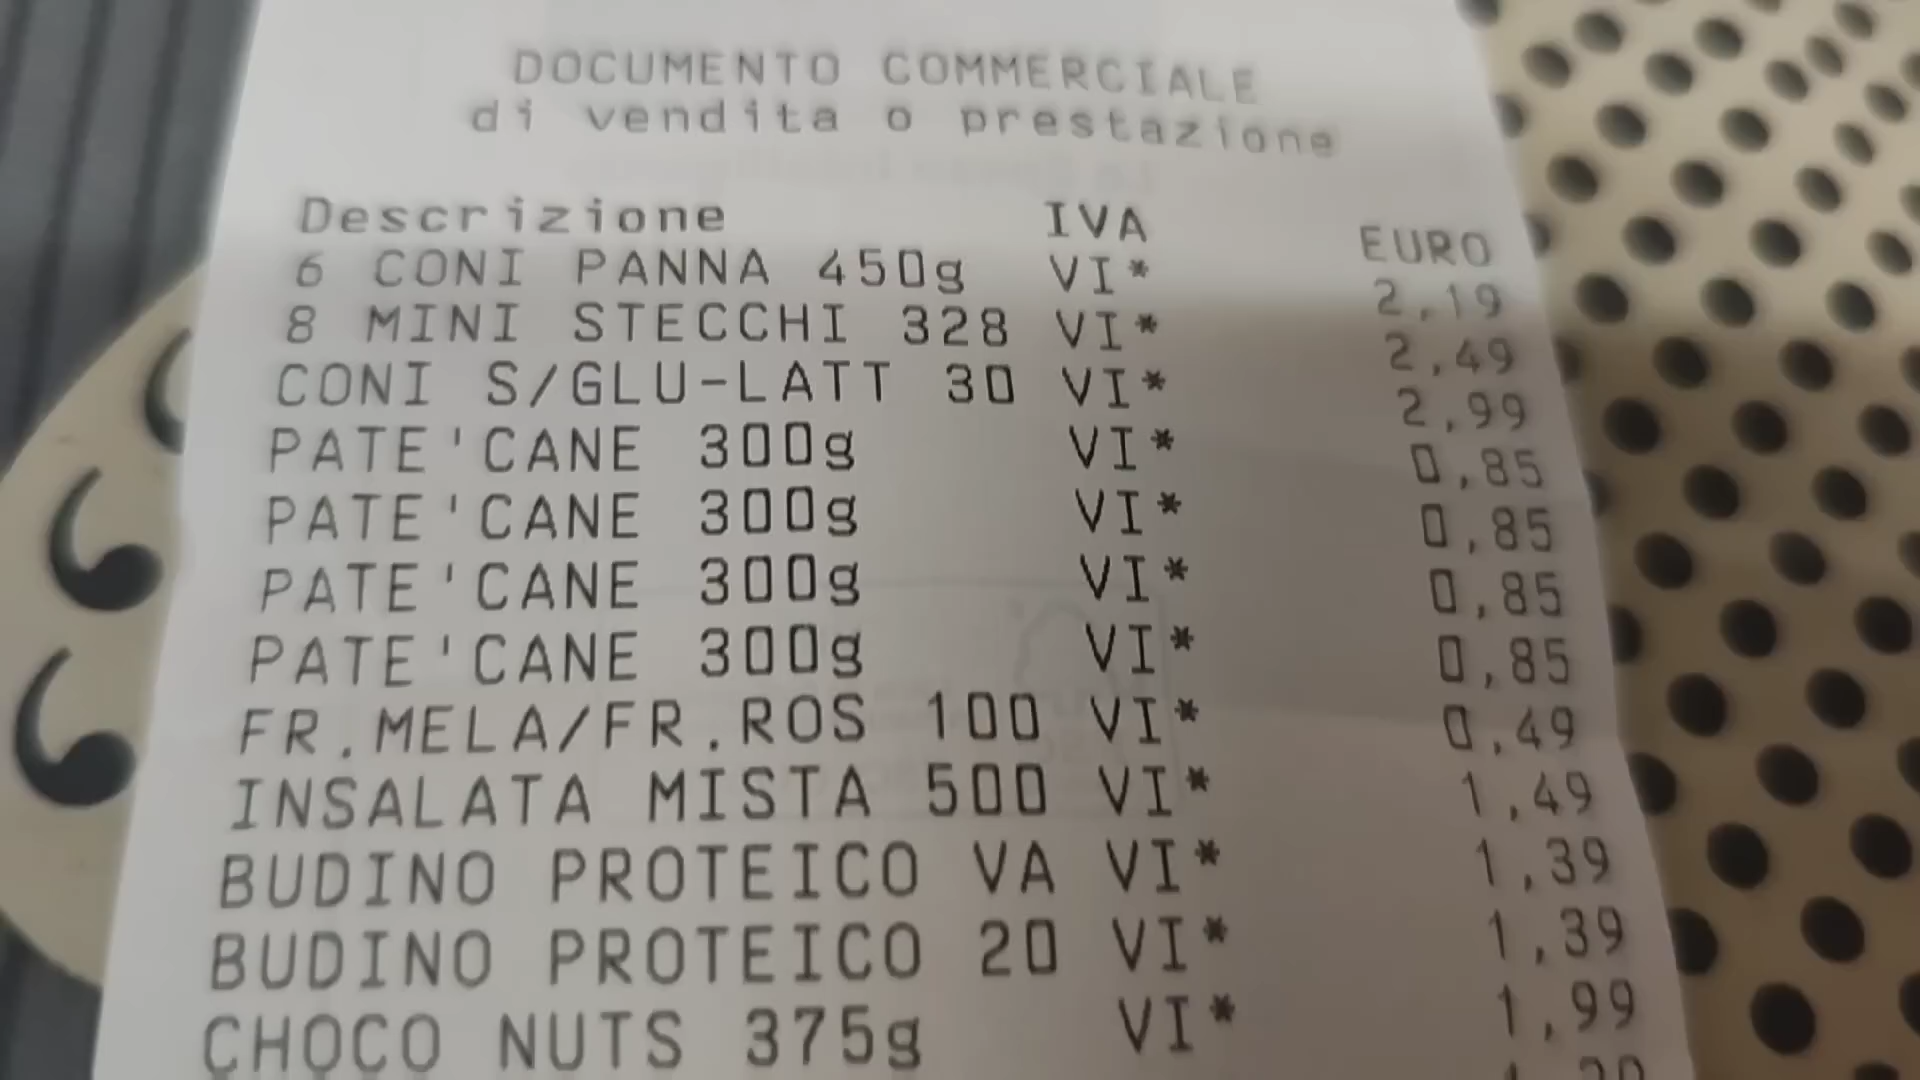 DOCUMENTO COMMERCIALE
di vendita o prestazione
Descrizione IVA EURO
6 CONI PANNA 450g VI* 2,19
8 MINI STECCHI 328 VI* 2,49
CONI S/GLU-LATT 30 VI* 2,99
PATE'CANE 300g VI* 0,85
PATE'CANE 300g VI* 0,85
PATE'CANE 300g VI* 0,85
PATE'CANE 300g VI* 0,85
FR.MELA/FR.ROS 100 VI* 0,49
INSALATA MISTA 500 VI* 1,49
BUDINO PROTEICO VA VI* 1,39
BUDINO PROTEICO 20 VI* 1,39
CHOCO NUTS 375g VI* 1,99